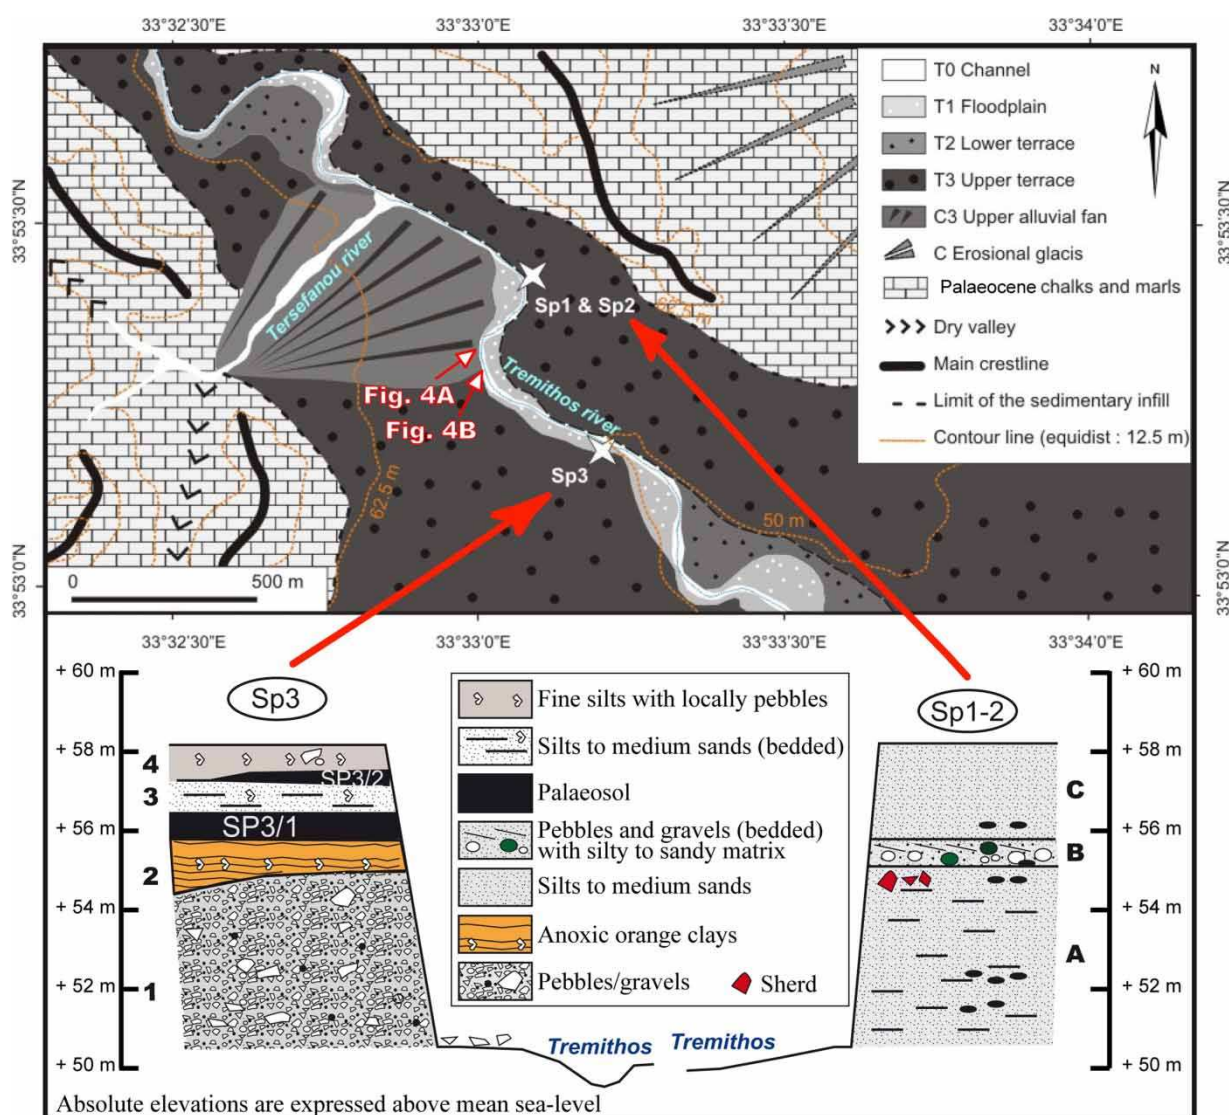 33°32'30"E
33°33'0"E
33°33'30"E
33°34'0"E
33°53'30"N
33°53'0"N
33°53'30"N
33°53'0"N
T0 Channel
T1 Floodplain
T2 Lower terrace
T3 Upper terrace
C3 Upper alluvial fan
C Erosional glacis
Palaeocene chalks and marls
Dry valley
Main crestline
Limit of the sedimentary infill
Contour line (equidist : 12.5 m)
N
Tersefanou river
Sp1 & Sp2
62.5 m
Fig. 4A
Fig. 4B
Tremithos river
Sp3
62.5 m
50 m
0
500 m
33°32'30"E
33°33'0"E
33°33'30"E
33°34'0"E
+ 60 m
+ 58 m
+ 56 m
+ 54 m
+ 52 m
+ 50 m
Sp3
4
SP3/2
3
SP3/1
2
1
Fine silts with locally pebbles
Silts to medium sands (bedded)
Palaeosol
Pebbles and gravels (bedded)
with silty to sandy matrix
Silts to medium sands
Anoxic orange clays
Pebbles/gravels
Sherd
Sp1-2
C
B
A
+ 60 m
+ 58 m
+ 56 m
+ 54 m
+ 52 m
+ 50 m
Tremithos
Tremithos
Absolute elevations are expressed above mean sea-level